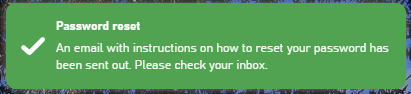 Password reset
An email with instructions on how to reset your password has
been sent out. Please check your inbox.